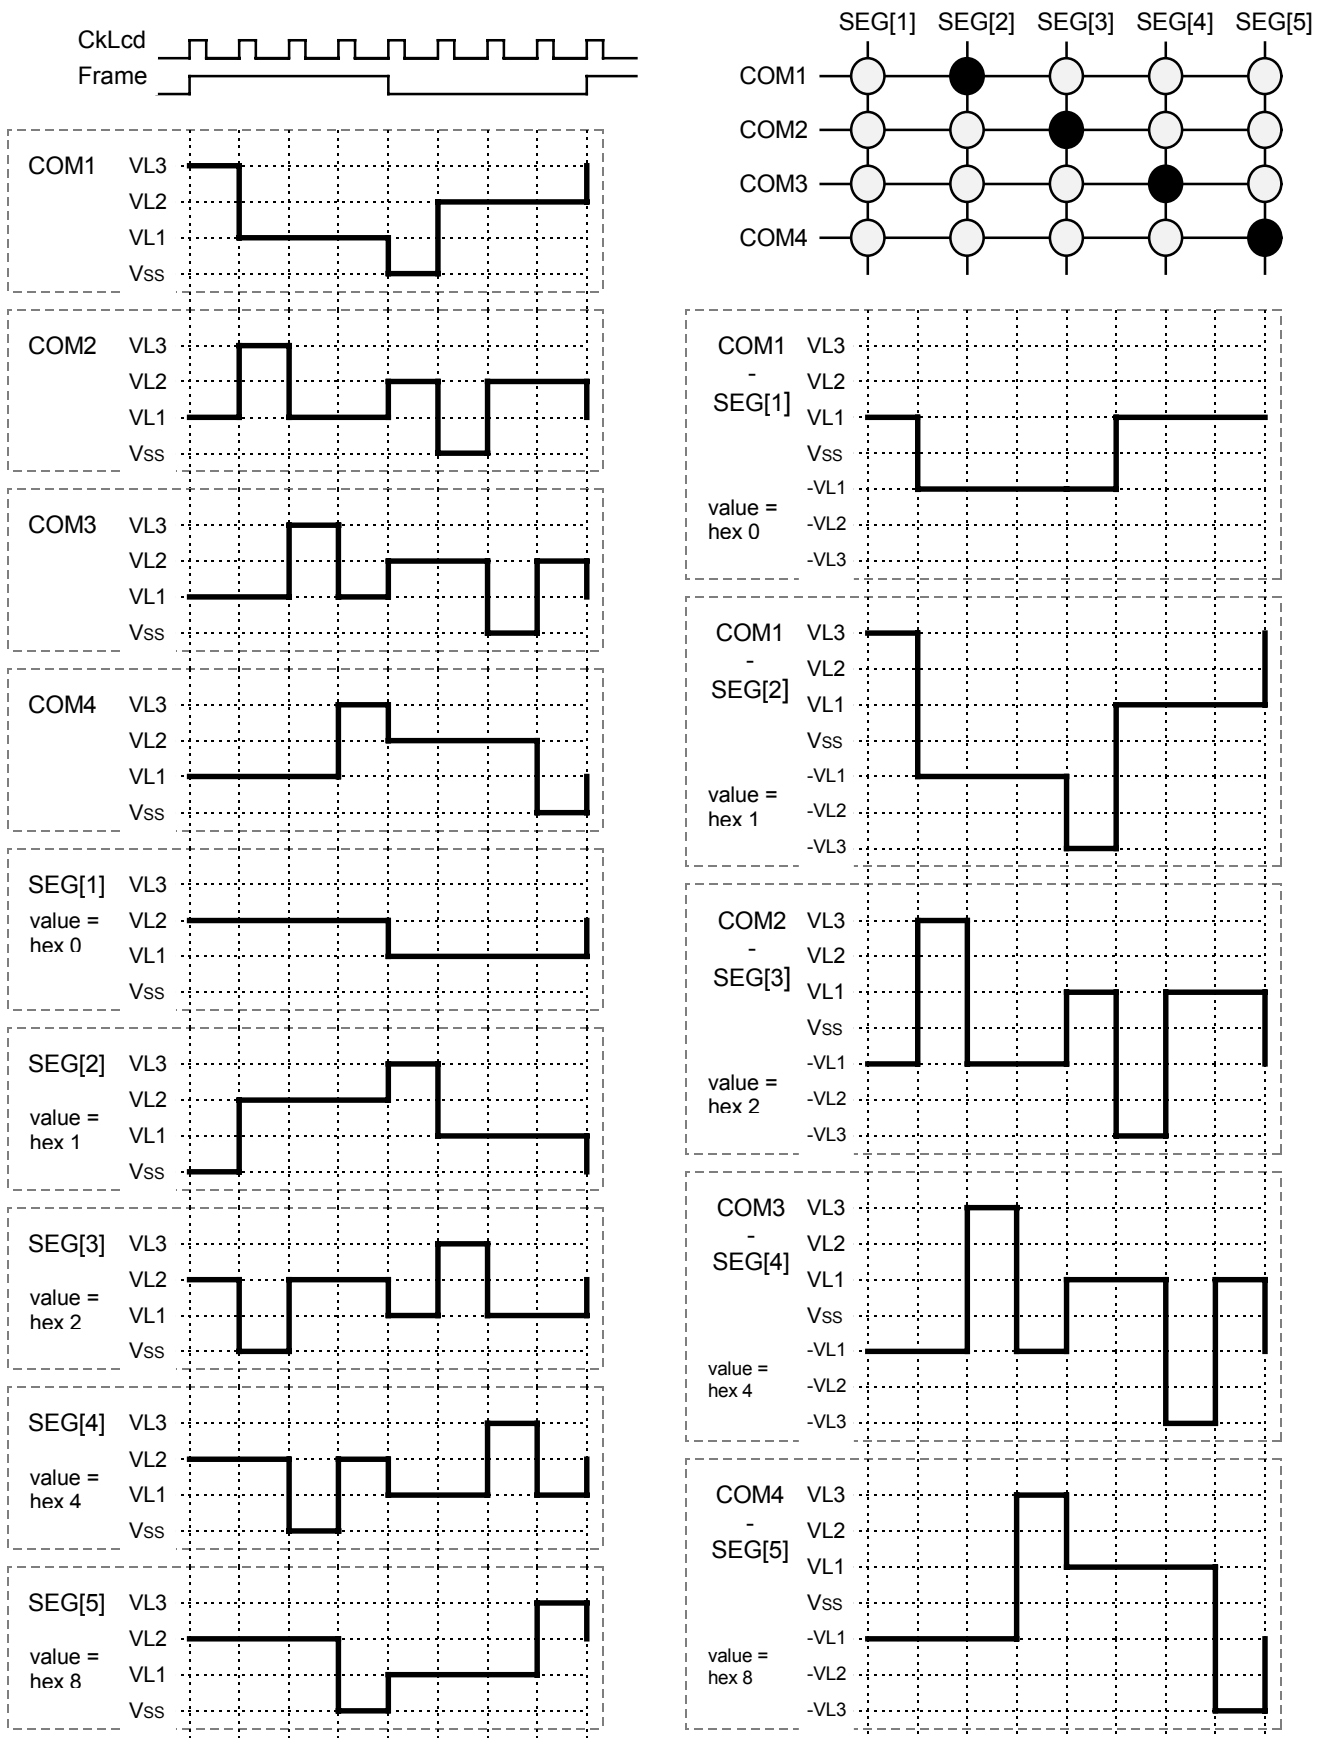 CkLcd
Frame
SEG[1] SEG[2] SEG[3] SEG[4] SEG[5]
COM1
COM2
COM3
COM4
COM1 VL3
VL2
VL1
VSS
COM2 VL3
VL2
VL1
VSS
COM3 VL3
VL2
VL1
VSS
COM4 VL3
VL2
VL1
VSS
SEG[1] VL3
value = VL2
hex 0
VL1
VSS
SEG[2] VL3
VL2
value =
VL1
hex 1
VSS
SEG[3] VL3
VL2
value =
VL1
hex 2
VSS
SEG[4] VL3
VL2
value =
VL1
hex 4
VSS
SEG[5] VL3
VL2
value =
VL1
hex 8
VSS
COM1 VL3
-
VL2
SEG[1]
VL1
VSS
-VL1
value =
-VL2
hex 0
-VL3
COM1 VL3
-
VL2
SEG[2]
VL1
VSS
-VL1
value =
-VL2
hex 1
-VL3
COM2 VL3
-
VL2
SEG[3]
VL1
VSS
-VL1
value =
-VL2
hex 2
-VL3
COM3 VL3
-
VL2
SEG[4]
VL1
VSS
-VL1
value =
-VL2
hex 4
-VL3
COM4 VL3
-
VL2
SEG[5]
VL1
VSS
-VL1
value =
-VL2
hex 8
-VL3